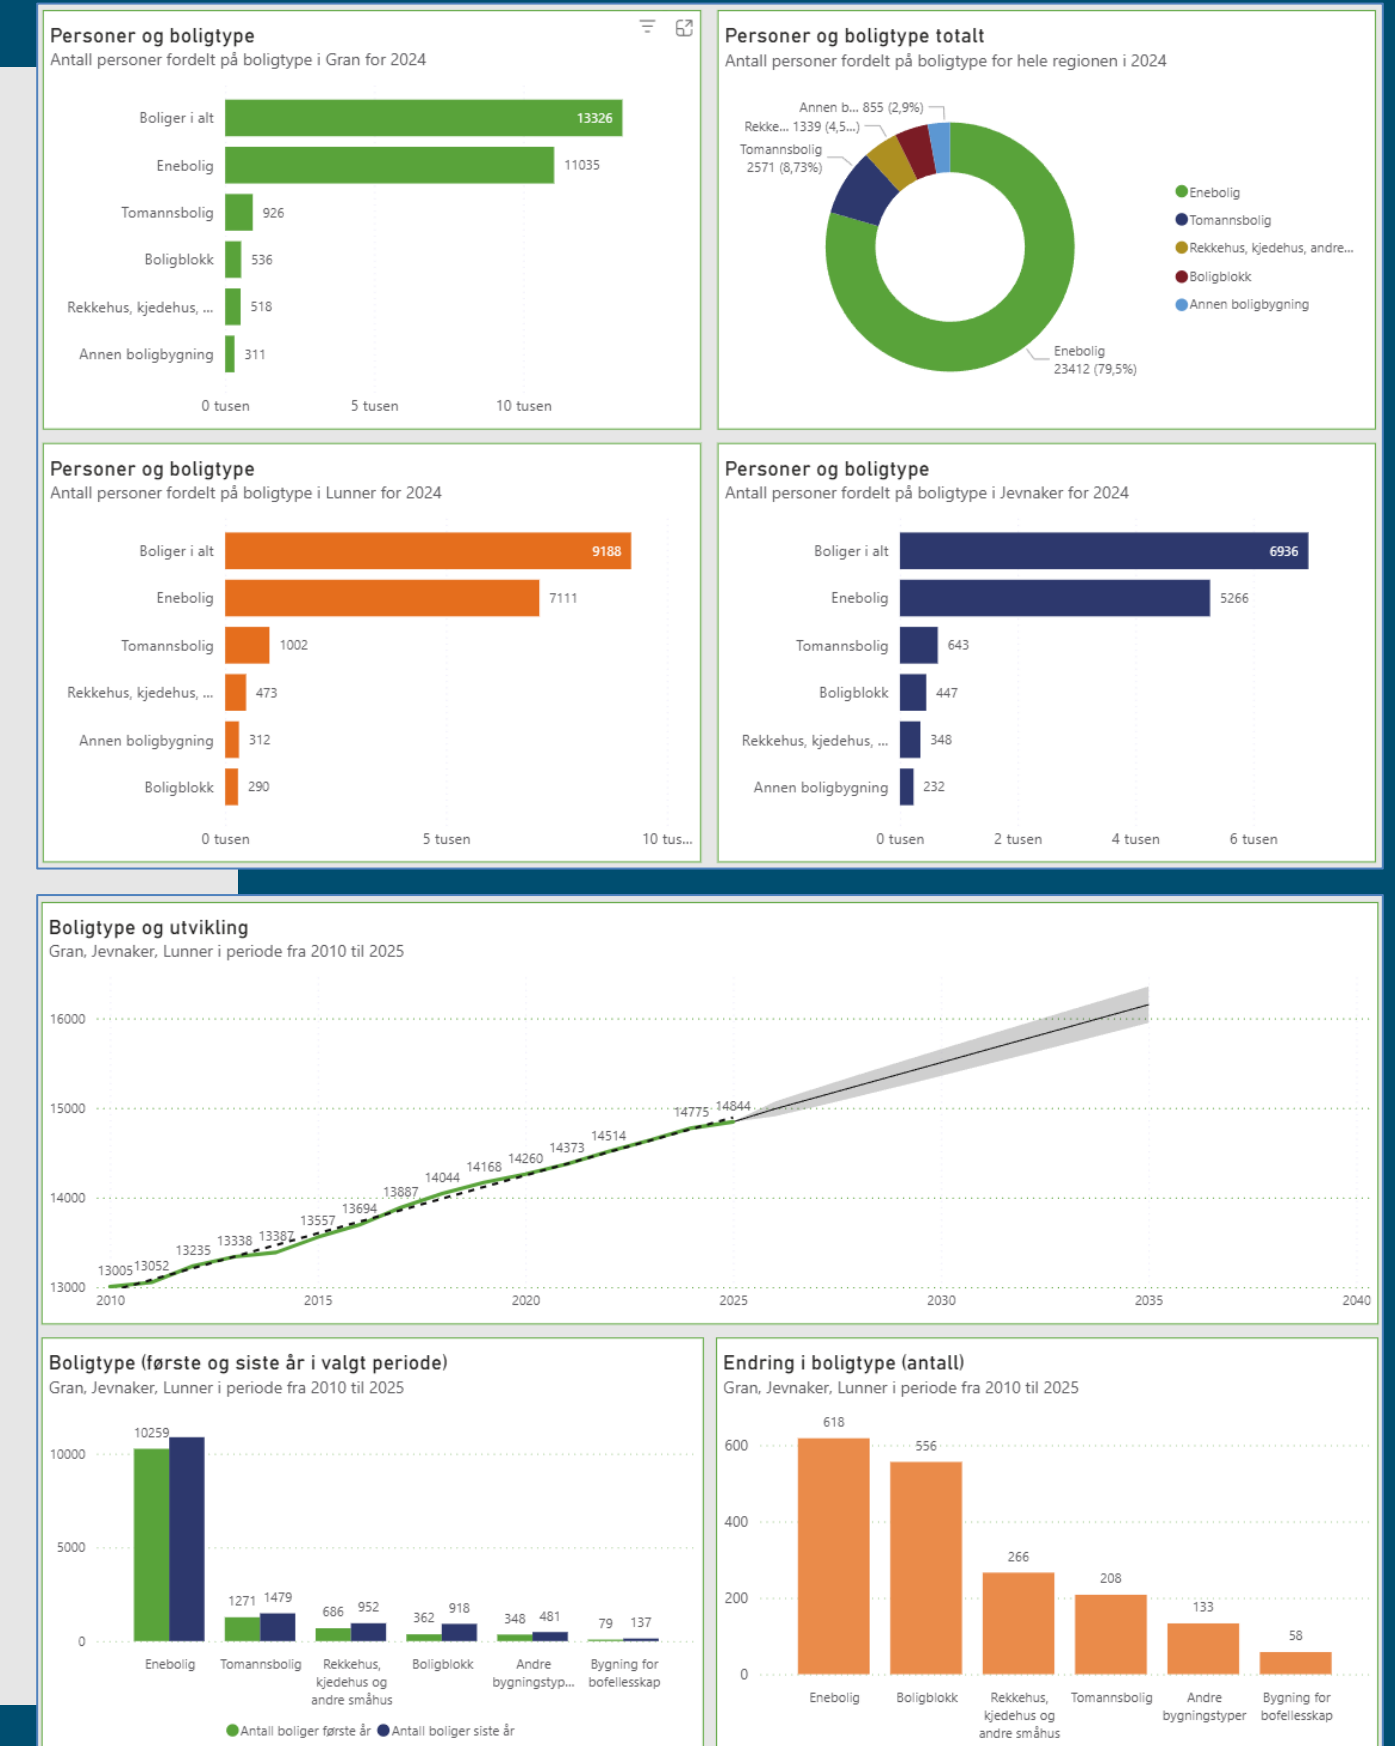 Personer og boligtype
Antall personer fordelt på boligtype i Gran for 2024
Boliger i alt
13326
Enebolig
11035
Tomannsbolig
926
Boligblokk
536
Rekkehus, kjedehus, ...
518
Annen boligbygning
311
0 tusen
5 tusen
10 tusen
Personer og boligtype totalt
Antall personer fordelt på boligtype for hele regionen i 2024
Annen b... 855 (2,9%)
Rekke... 1339 (4,5...)
Tomannsbolig
2571 (8,73%)
Enebolig
23412 (79,5%)
Enebolig
Tomannsbolig
Rekkehus, kjedehus, andre...
Boligblokk
Annen boligbygning
Personer og boligtype
Antall personer fordelt på boligtype i Lunner for 2024
Boliger i alt
9188
Enebolig
7111
Tomannsbolig
1002
Rekkehus, kjedehus, ...
473
Annen boligbygning
312
Boligblokk
290
0 tusen
5 tusen
10 tus...
Personer og boligtype
Antall personer fordelt på boligtype i Jevnaker for 2024
Boliger i alt
6936
Enebolig
5266
Tomannsbolig
643
Boligblokk
447
Rekkehus, kjedehus, ...
348
Annen boligbygning
232
0 tusen
2 tusen
4 tusen
6 tusen
Boligtype og utvikling
Gran, Jevnaker, Lunner i periode fra 2010 til 2025
16000
15000
14000
13000
13005
13052
13235
13338
13387
13557
13694
13887
14044
14168
14260
14373
14514
14775
14844
2010
2015
2020
2025
2030
2035
2040
Boligtype (første og siste år i valgt periode)
Gran, Jevnaker, Lunner i periode fra 2010 til 2025
10000
5000
0
10259
1271
1479
686
952
362
918
348
481
79
137
Enebolig
Tomannsbolig
Rekkehus,
kjedehus og
andre småhus
Boligblokk
Andre
bygningstyp...
Bygning for
bofellesskap
Antall boliger første år
Antall boliger siste år
Endring i boligtype (antall)
Gran, Jevnaker, Lunner i periode fra 2010 til 2025
600
400
200
0
618
556
266
208
133
58
Enebolig
Boligblokk
Rekkehus,
kjedehus og
andre småhus
Tomannsbolig
Andre
bygningstyper
Bygning for
bofellesskap